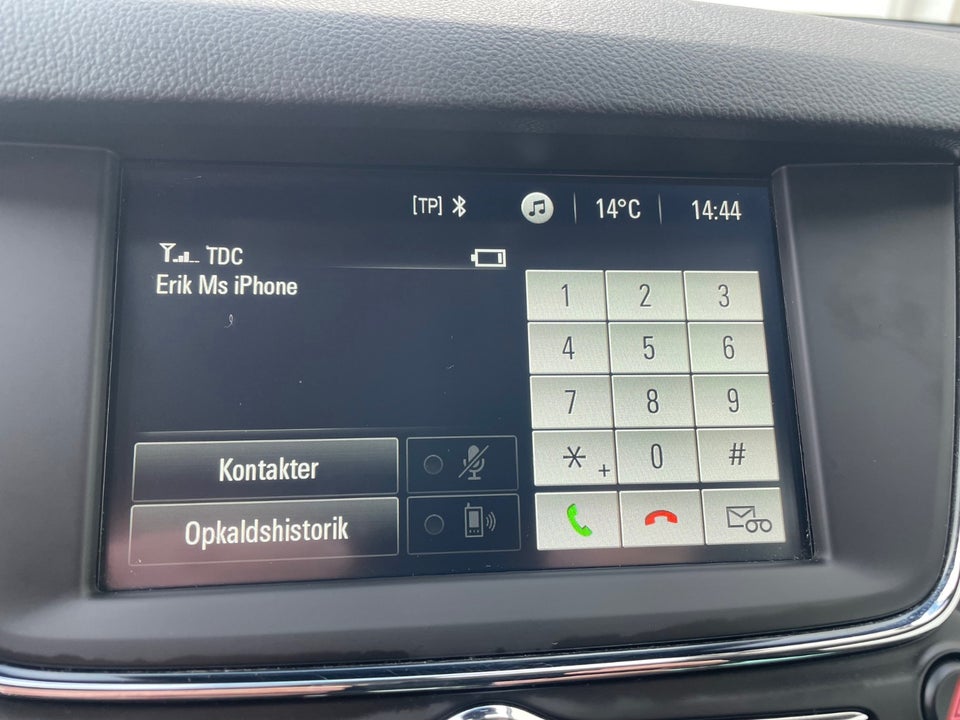 [TP] 14°C 14:44
TDC
Erik Ms iPhone
1 2 3
4 5 6
7 8 9
* + 0 #
Kontakter
Opkaldshistorik